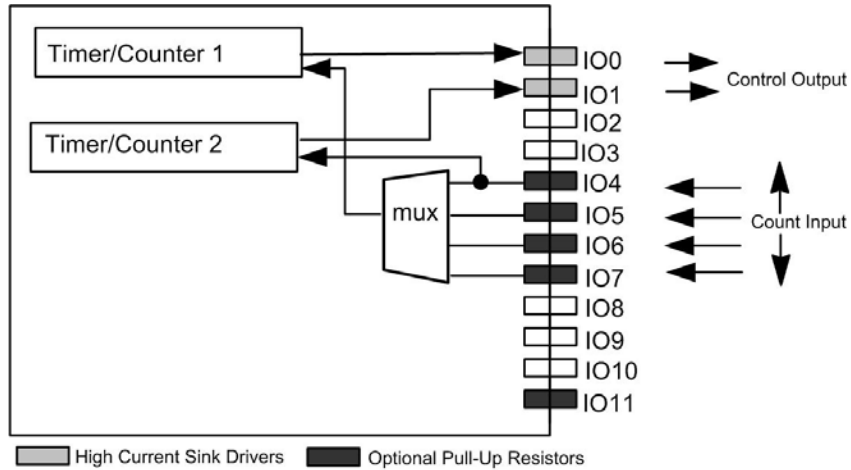 Timer/Counter 1
IO0
Control Output
IO1
IO2
Timer/Counter 2
IO3
IO4
mux
IO5
Count Input
IO6
IO7
IO8
IO9
IO10
IO11
High Current Sink Drivers
Optional Pull-Up Resistors